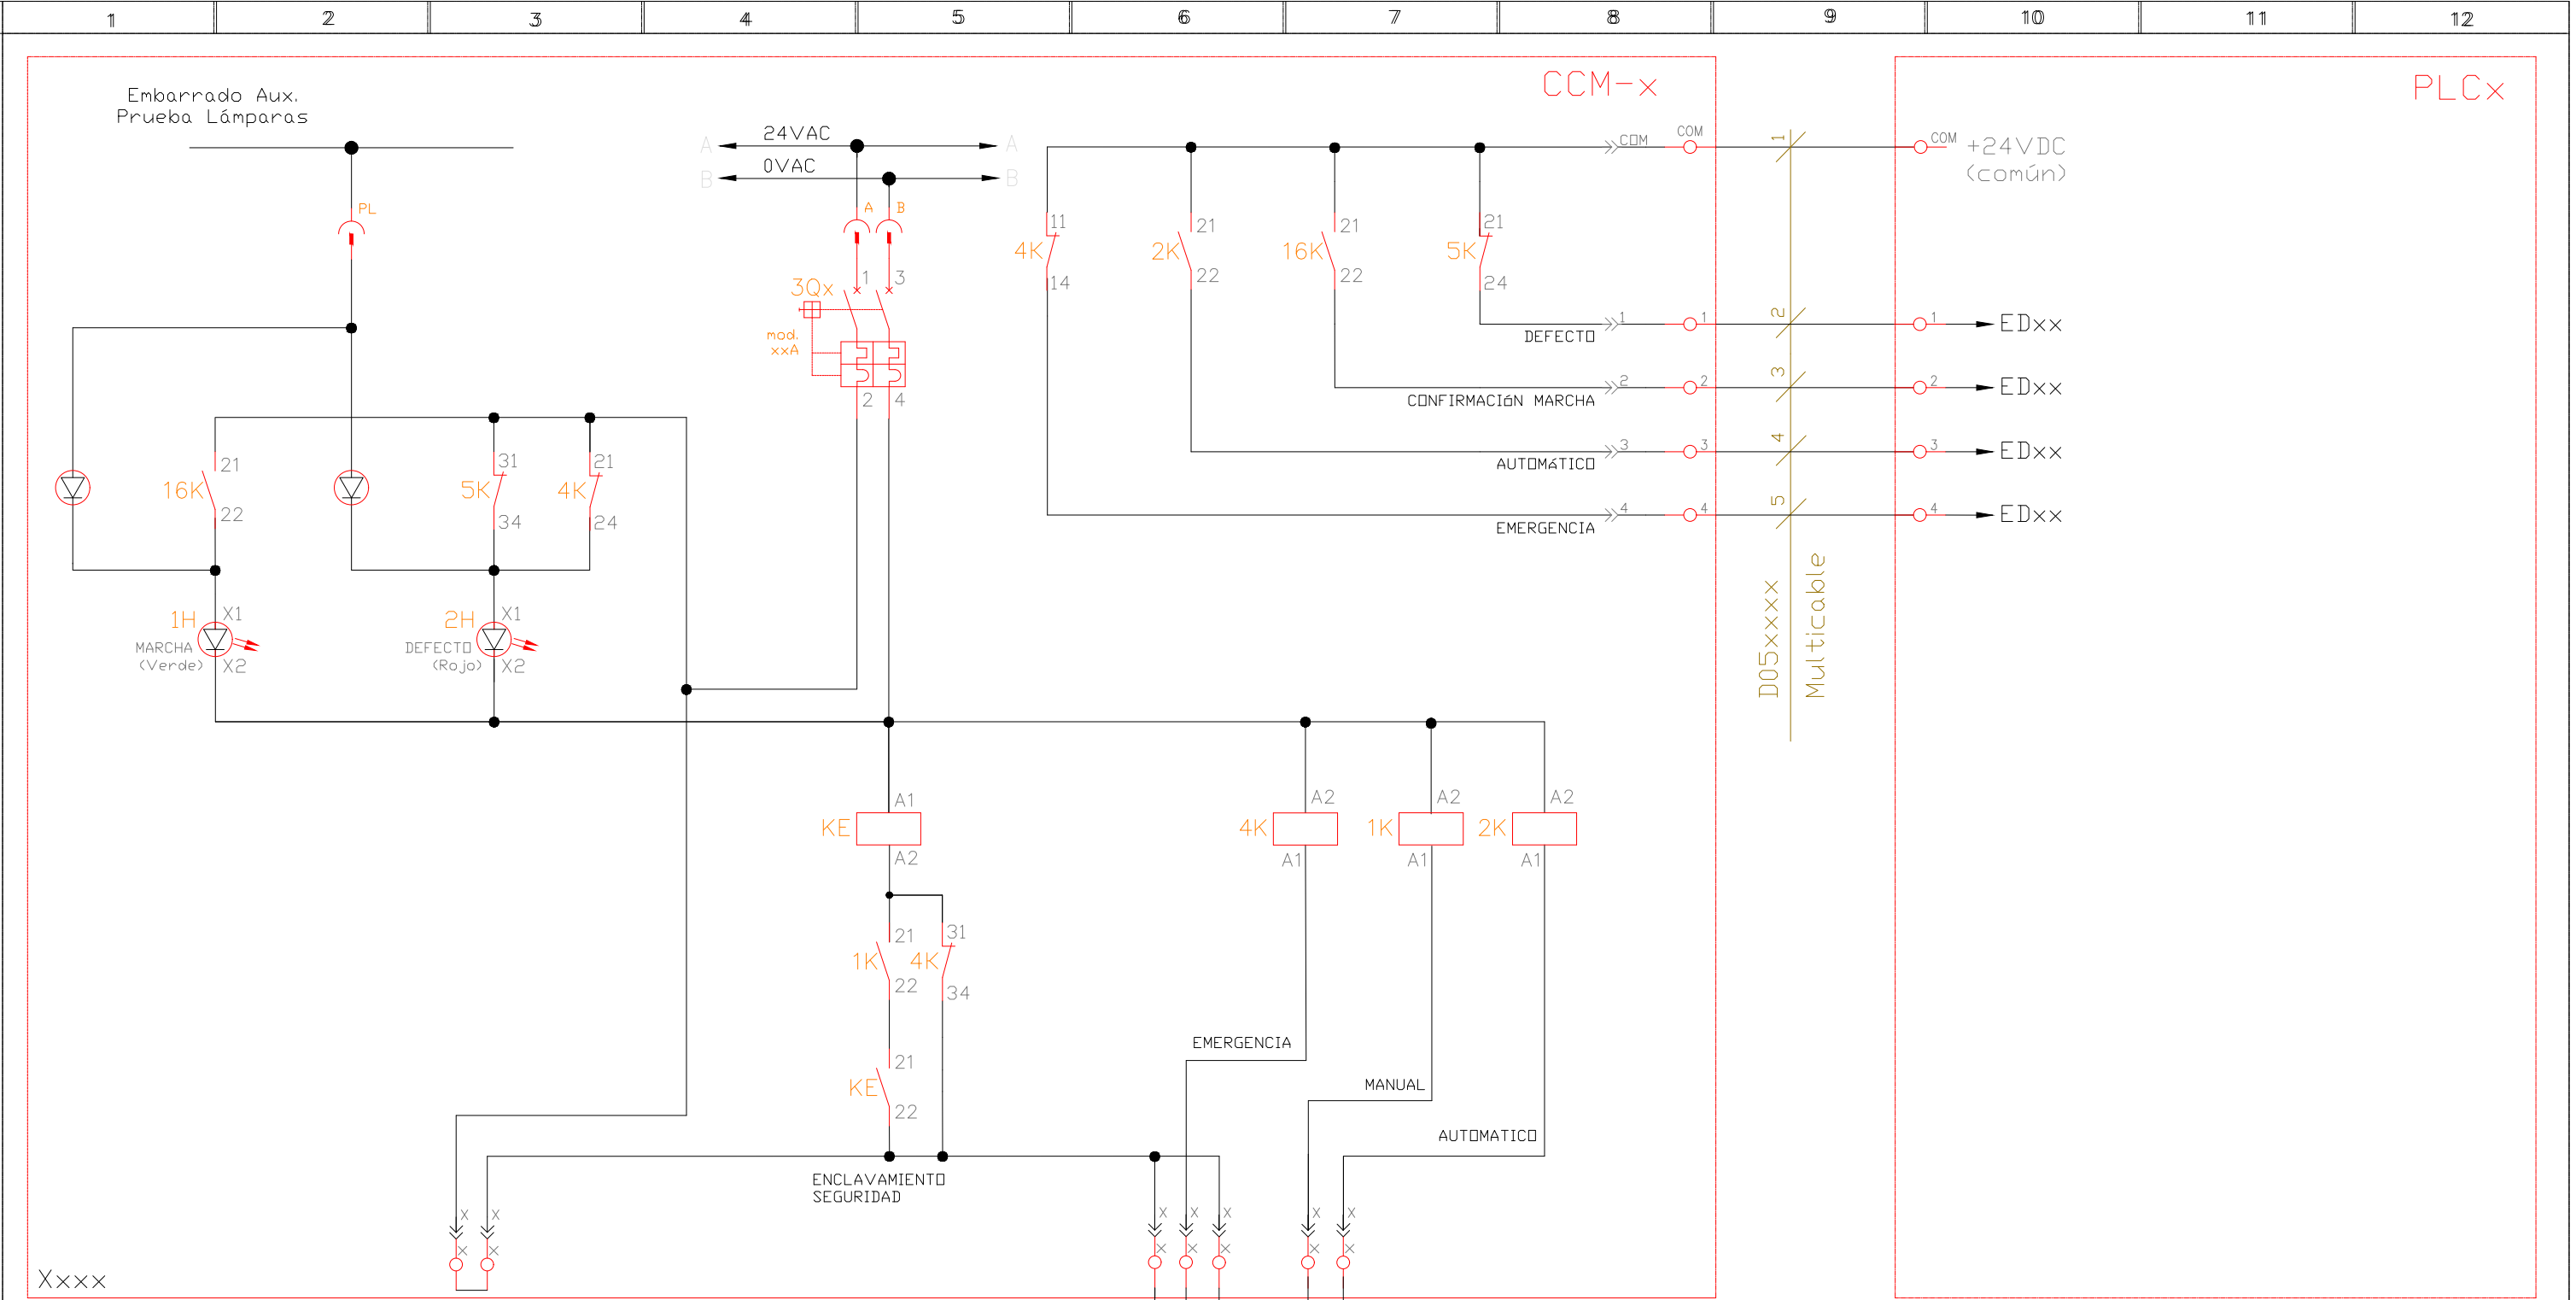 1 2 3 4 5 6 7 8 9 10 11 12
CCM-x
PLCx
Embarrado Aux.
Prueba Lámparas
PL
A 24VAC A
B 0VAC B
A B
3Qx
1 3
mod.
xxA
2 4
COM COM 1 COM +24VDC
(común)
11 21 21 21
4K 2K 16K 5K
14 22 22 24
1 1 2 1 EDxx
DEFECTO
2 2 3 2 EDxx
CONFIRMACIóN MARCHA
3 3 4 3 EDxx
AUTOMáTICO
4 4 5 4 EDxx
EMERGENCIA
D05xxxxx
Multicable
21 31 21
16K 5K 4K
22 34 24
1H X1 2H X1
MARCHA DEFECTO
(Verde) X2 (Rojo) X2
A1 A2 A2 A2
KE 4K 1K 2K
A2 A1 A1 A1
21 31
1K 4K
22 34
EMERGENCIA
21
KE
22
MANUAL
AUTOMATICO
ENCLAVAMIENTO
SEGURIDAD
X X X X X X X
X X X X X X X
Xxxx